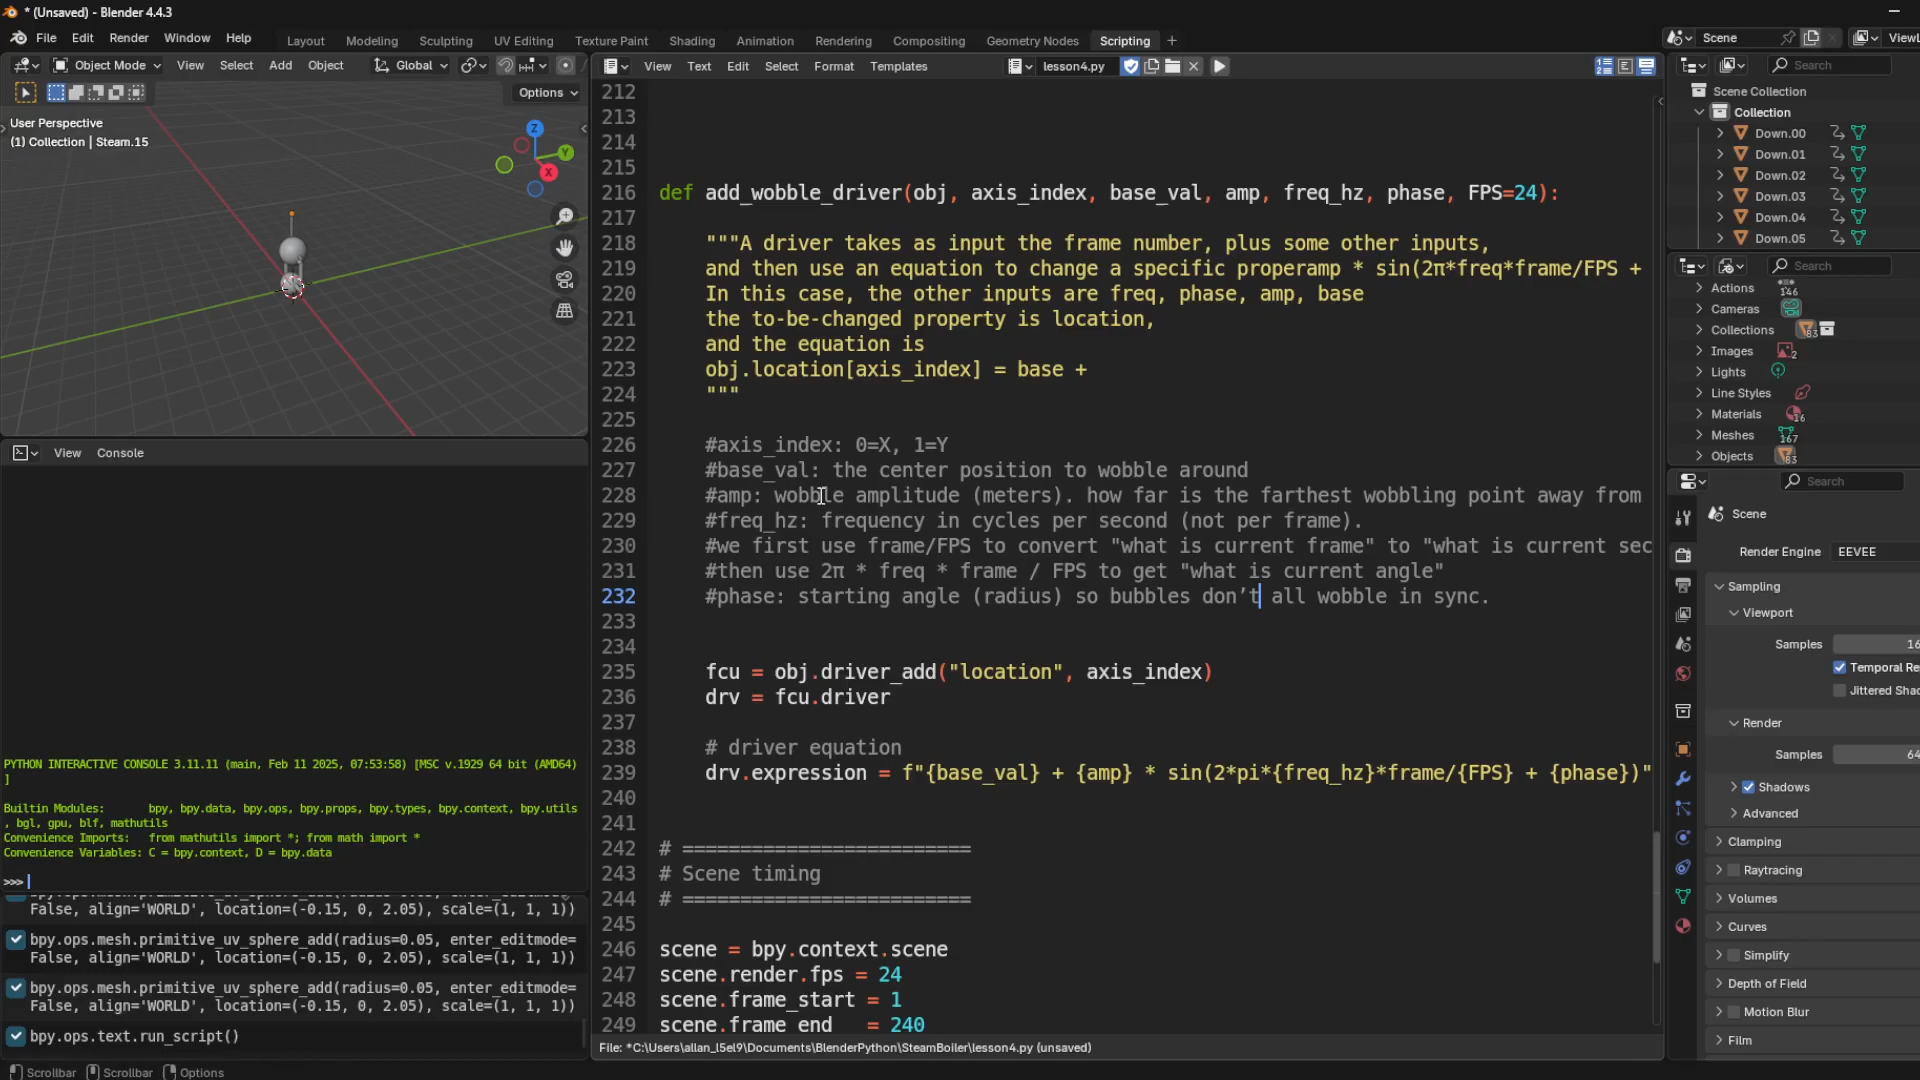 * (Unsaved) - Blender 4.4.3
File Edit Render Window Help
Layout Modeling Sculpting UV Editing Texture Paint Shading Animation Rendering Compositing Geometry Nodes Scripting +
Scene
Object Mode View Select Add Object Global
Options
User Perspective
(1) Collection | Steam.15
Z
Y
X
View Console
PYTHON INTERACTIVE CONSOLE 3.11.11 (main, Feb 11 2025, 07:53:58) [MSC v.1929 64 bit (AMD64)
]
Builtin Modules: bpy, bpy.data, bpy.ops, bpy.props, bpy.types, bpy.context, bpy.utils
, bgl, gpu, blf, mathutils
Convenience Imports: from mathutils import *; from math import *
Convenience Variables: C = bpy.context, D = bpy.data
>>>
False, align='WORLD', location=(-0.15, 0, 2.05), scale=(1, 1, 1))
bpy.ops.mesh.primitive_uv_sphere_add(radius=0.05, enter_editmode=
False, align='WORLD', location=(-0.15, 0, 2.05), scale=(1, 1, 1))
bpy.ops.mesh.primitive_uv_sphere_add(radius=0.05, enter_editmode=
False, align='WORLD', location=(-0.15, 0, 2.05), scale=(1, 1, 1))
bpy.ops.text.run_script()
Scrollbar Scrollbar Options
View Text Edit Select Format Templates lesson4.py
212
213
214
215
216 def add_wobble_driver(obj, axis_index, base_val, amp, freq_hz, phase, FPS=24):
217
218 """A driver takes as input the frame number, plus some other inputs,
219 and then use an equation to change a specific properamp * sin(2π*freq*frame/FPS +
220 In this case, the other inputs are freq, phase, amp, base
221 the to-be-changed property is location,
222 and the equation is
223 obj.location[axis_index] = base +
224 """
225
226 #axis_index: 0=X, 1=Y
227 #base_val: the center position to wobble around
228 #amp: wobble amplitude (meters). how far is the farthest wobbling point away from
229 #freq_hz: frequency in cycles per second (not per frame).
230 #we first use frame/FPS to convert "what is current frame" to "what is current sec
231 #then use 2π * freq * frame / FPS to get "what is current angle"
232 #phase: starting angle (radius) so bubbles don’t all wobble in sync.
233
234
235 fcu = obj.driver_add("location", axis_index)
236 drv = fcu.driver
237
238 # driver equation
239 drv.expression = f"{base_val} + {amp} * sin(2*pi*{freq_hz}*frame/{FPS} + {phase})"
240
241
242 # =========================
243 # Scene timing
244 # =========================
245
246 scene = bpy.context.scene
247 scene.render.fps = 24
248 scene.frame_start = 1
249 scene.frame_end = 240
File: *C:\Users\allan_l5el9\Documents\BlenderPython\SteamBoiler\lesson4.py (unsaved)
Search
Scene Collection
Collection
Down.00
Down.01
Down.02
Down.03
Down.04
Down.05
Search
Actions 146
Cameras
Collections 83
Images 2
Lights
Line Styles
Materials 16
Meshes 167
Objects 83
Search
Scene
Render Engine EEVEE
Sampling
Viewport
Samples 16
Temporal Re
Jittered Shad
Render
Samples 64
Shadows
Advanced
Clamping
Raytracing
Volumes
Curves
Simplify
Depth of Field
Motion Blur
Film